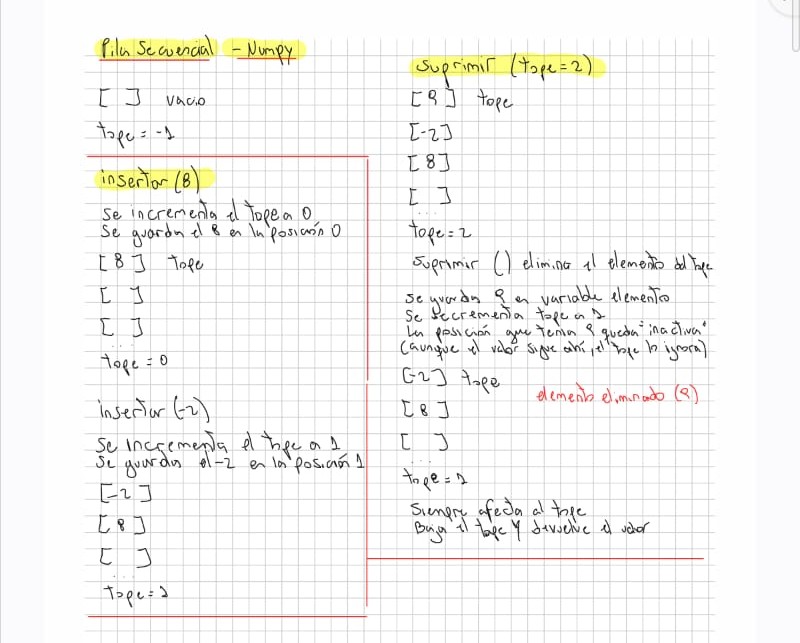 Pila Secuencial - Numpy
[ ] vacio
tope = -1
insertar (8)
se incrementa el tope a 0
se guarda el 8 en la posición 0
[ 8 ] tope
[ ]
[ ]
...
tope = 0
insertar (-2)
se incrementa el tope a 1
se guarda el -2 en la posición 1
[-2]
[ 8 ]
[ ]
...
tope = 1
suprimir (tope = 2)
[ 9 ] tope
[-2]
[ 8 ]
[ ]
...
tope = 2
suprimir () elimina el elemento del tope
se guarda 9 en variable elemento
se decrementa tope a 1
La posición que tenia 9 queda "inactiva"
(aunque el valor sigue ahí, el tope lo ignora)
[-2] tope
elemento eliminado (9)
[ 8 ]
[ ]
...
tope = 1
Siempre afecta al tope
Baja el tope y devuelve el valor